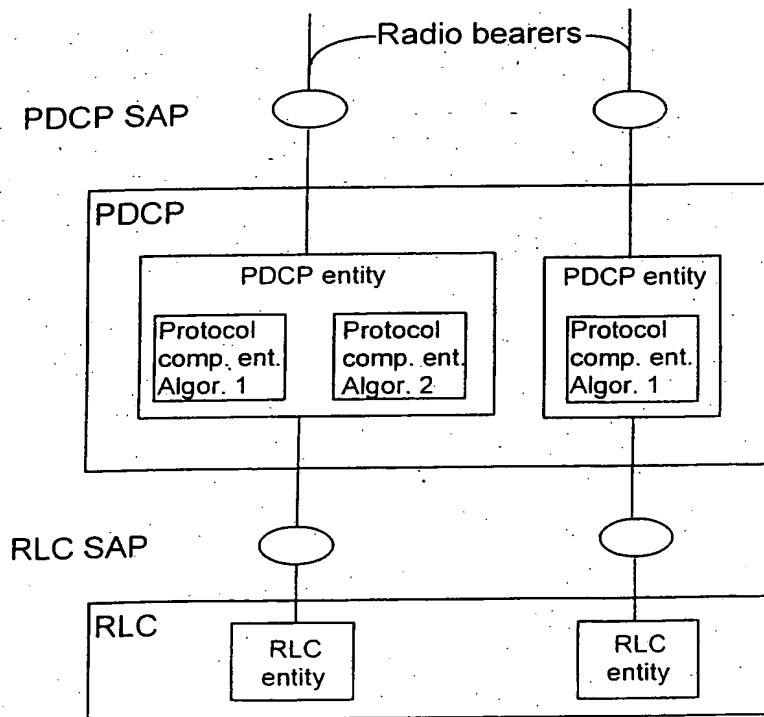 Radio bearers
PDCP SAP
PDCP
PDCP entity
Protocol
comp. ent.
Algor. 1
Protocol
comp. ent.
Algor. 2
PDCP entity
Protocol
comp. ent.
Algor. 1
RLC SAP
RLC
RLC
entity
RLC
entity